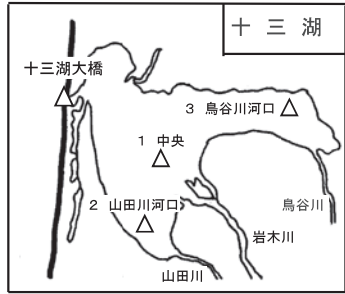 十三湖
十三湖大橋
3 鳥谷川河口
1 中央
2 山田川河口
鳥谷川
岩木川
山田川